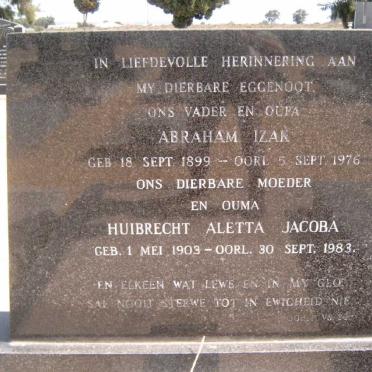 IN LIEFDEVOLLE HERINNERING AAN
MY DIERBARE EGGENOOT,
ONS VADER EN OUPA
ABRAHAM IZAK
GEB. 18 SEPT. 1899 — OORL. 5 SEPT. 1976
ONS DIERBARE MOEDER
EN OUMA
HUIBRECHT ALETTA JACOBA
GEB. 1 MEI 1903 — OORL. 30 SEPT. 1983.
EN ELKEEN WAT LEWE EN IN MY GLO,
SAL NOOIT STERWE TOT IN EWIGHEID NIE.